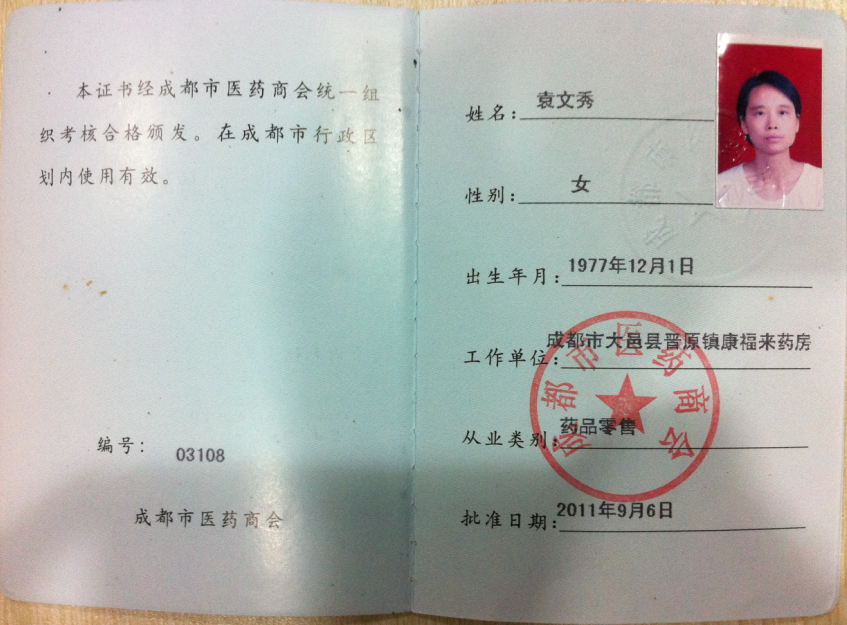 本证书经成都市医药商会统一组
织考核合格颁发。在成都市行政区
划内使用有效。
编号: 03108
成都市医药商会
姓名: 袁文秀
性别: 女
出生年月: 1977年12月1日
工作单位: 成都市大邑县晋原镇康福来药房
从业类别: 药品零售
批准日期: 2011年9月6日
成都市医药商会